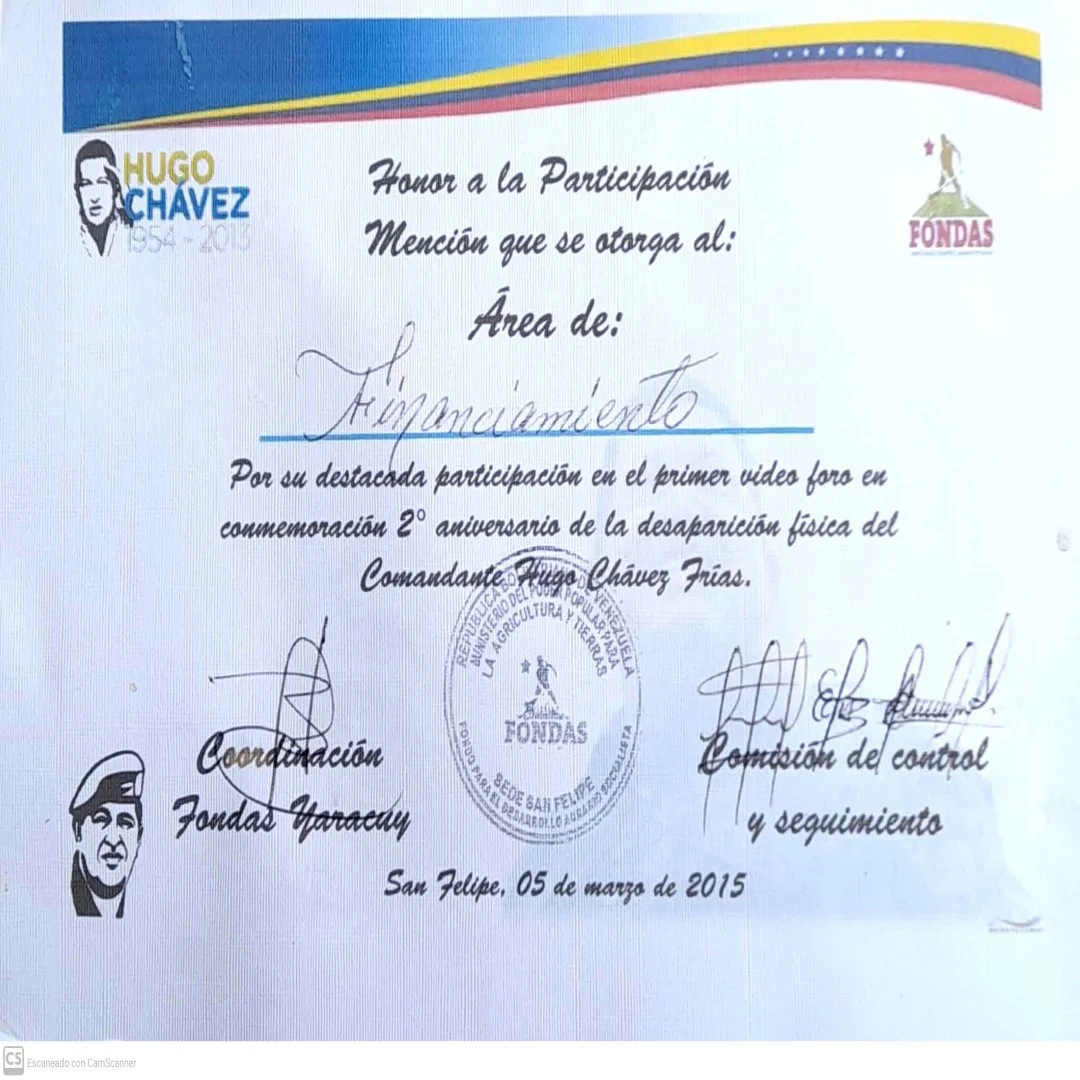 HUGO
CHÁVEZ
1954 - 2013
Honor a la Participación
Mención que se otorga al:
FONDAS
Área de:
Financiamiento
Por su destacada participación en el primer video foro en
conmemoración 2° aniversario de la desaparición física del
Comandante Hugo Chávez Frías.
REPÚBLICA BOLIVARIANA DE VENEZUELA
MINISTERIO DEL PODER POPULAR PARA
LA AGRICULTURA Y TIERRAS
FONDAS
SEDE SAN FELIPE
FONDO PARA EL DESARROLLO AGRARIO SOCIALISTA
Coordinación
Fondas Yaracuy
Comisión de control
y seguimiento
San Felipe, 05 de marzo de 2015
CS Escaneado con CamScanner